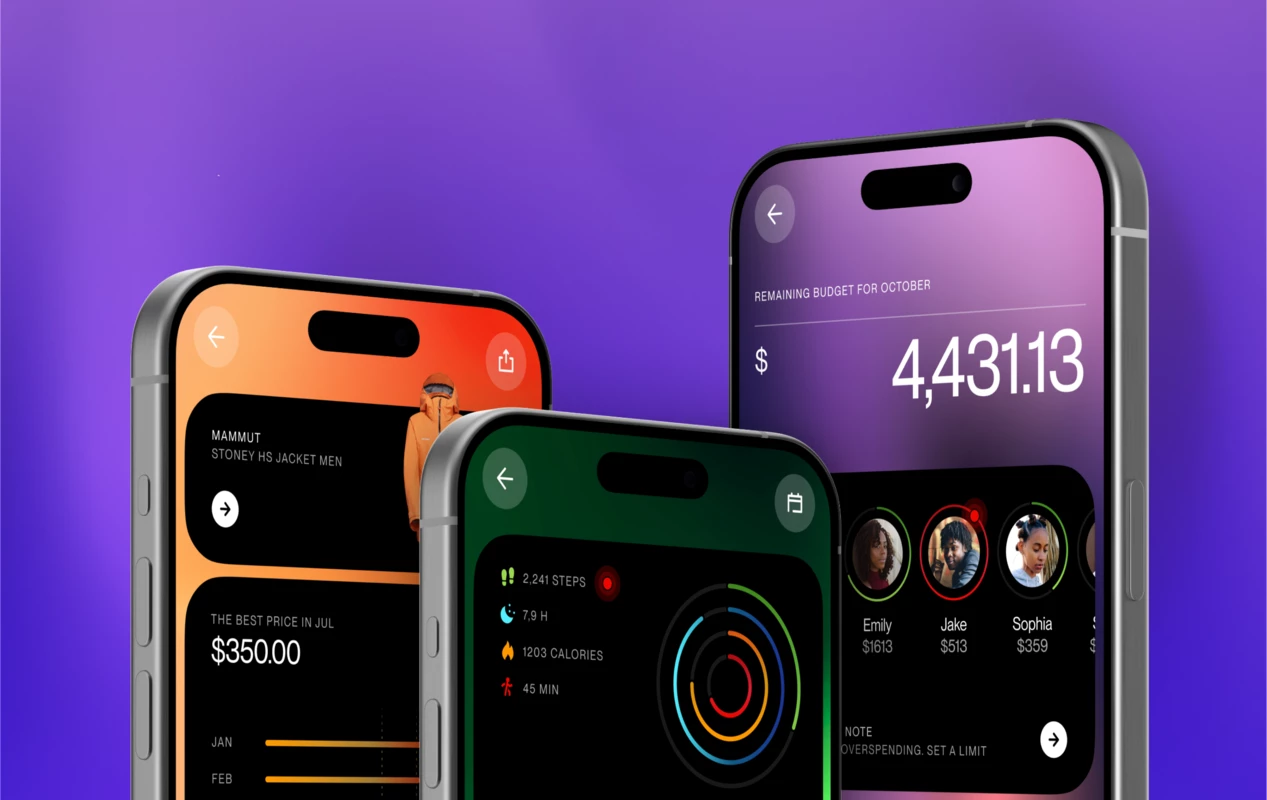 REMAINING BUDGET FOR OCTOBER
$ 4,431.13
Emily
$1613
Jake
$513
Sophia
$359
NOTE
OVERSPENDING. SET A LIMIT
MAMMUT
STONEY HS JACKET MEN
THE BEST PRICE IN JUL
$350.00
JAN
FEB
2,241 STEPS
7,9 H
1203 CALORIES
45 MIN